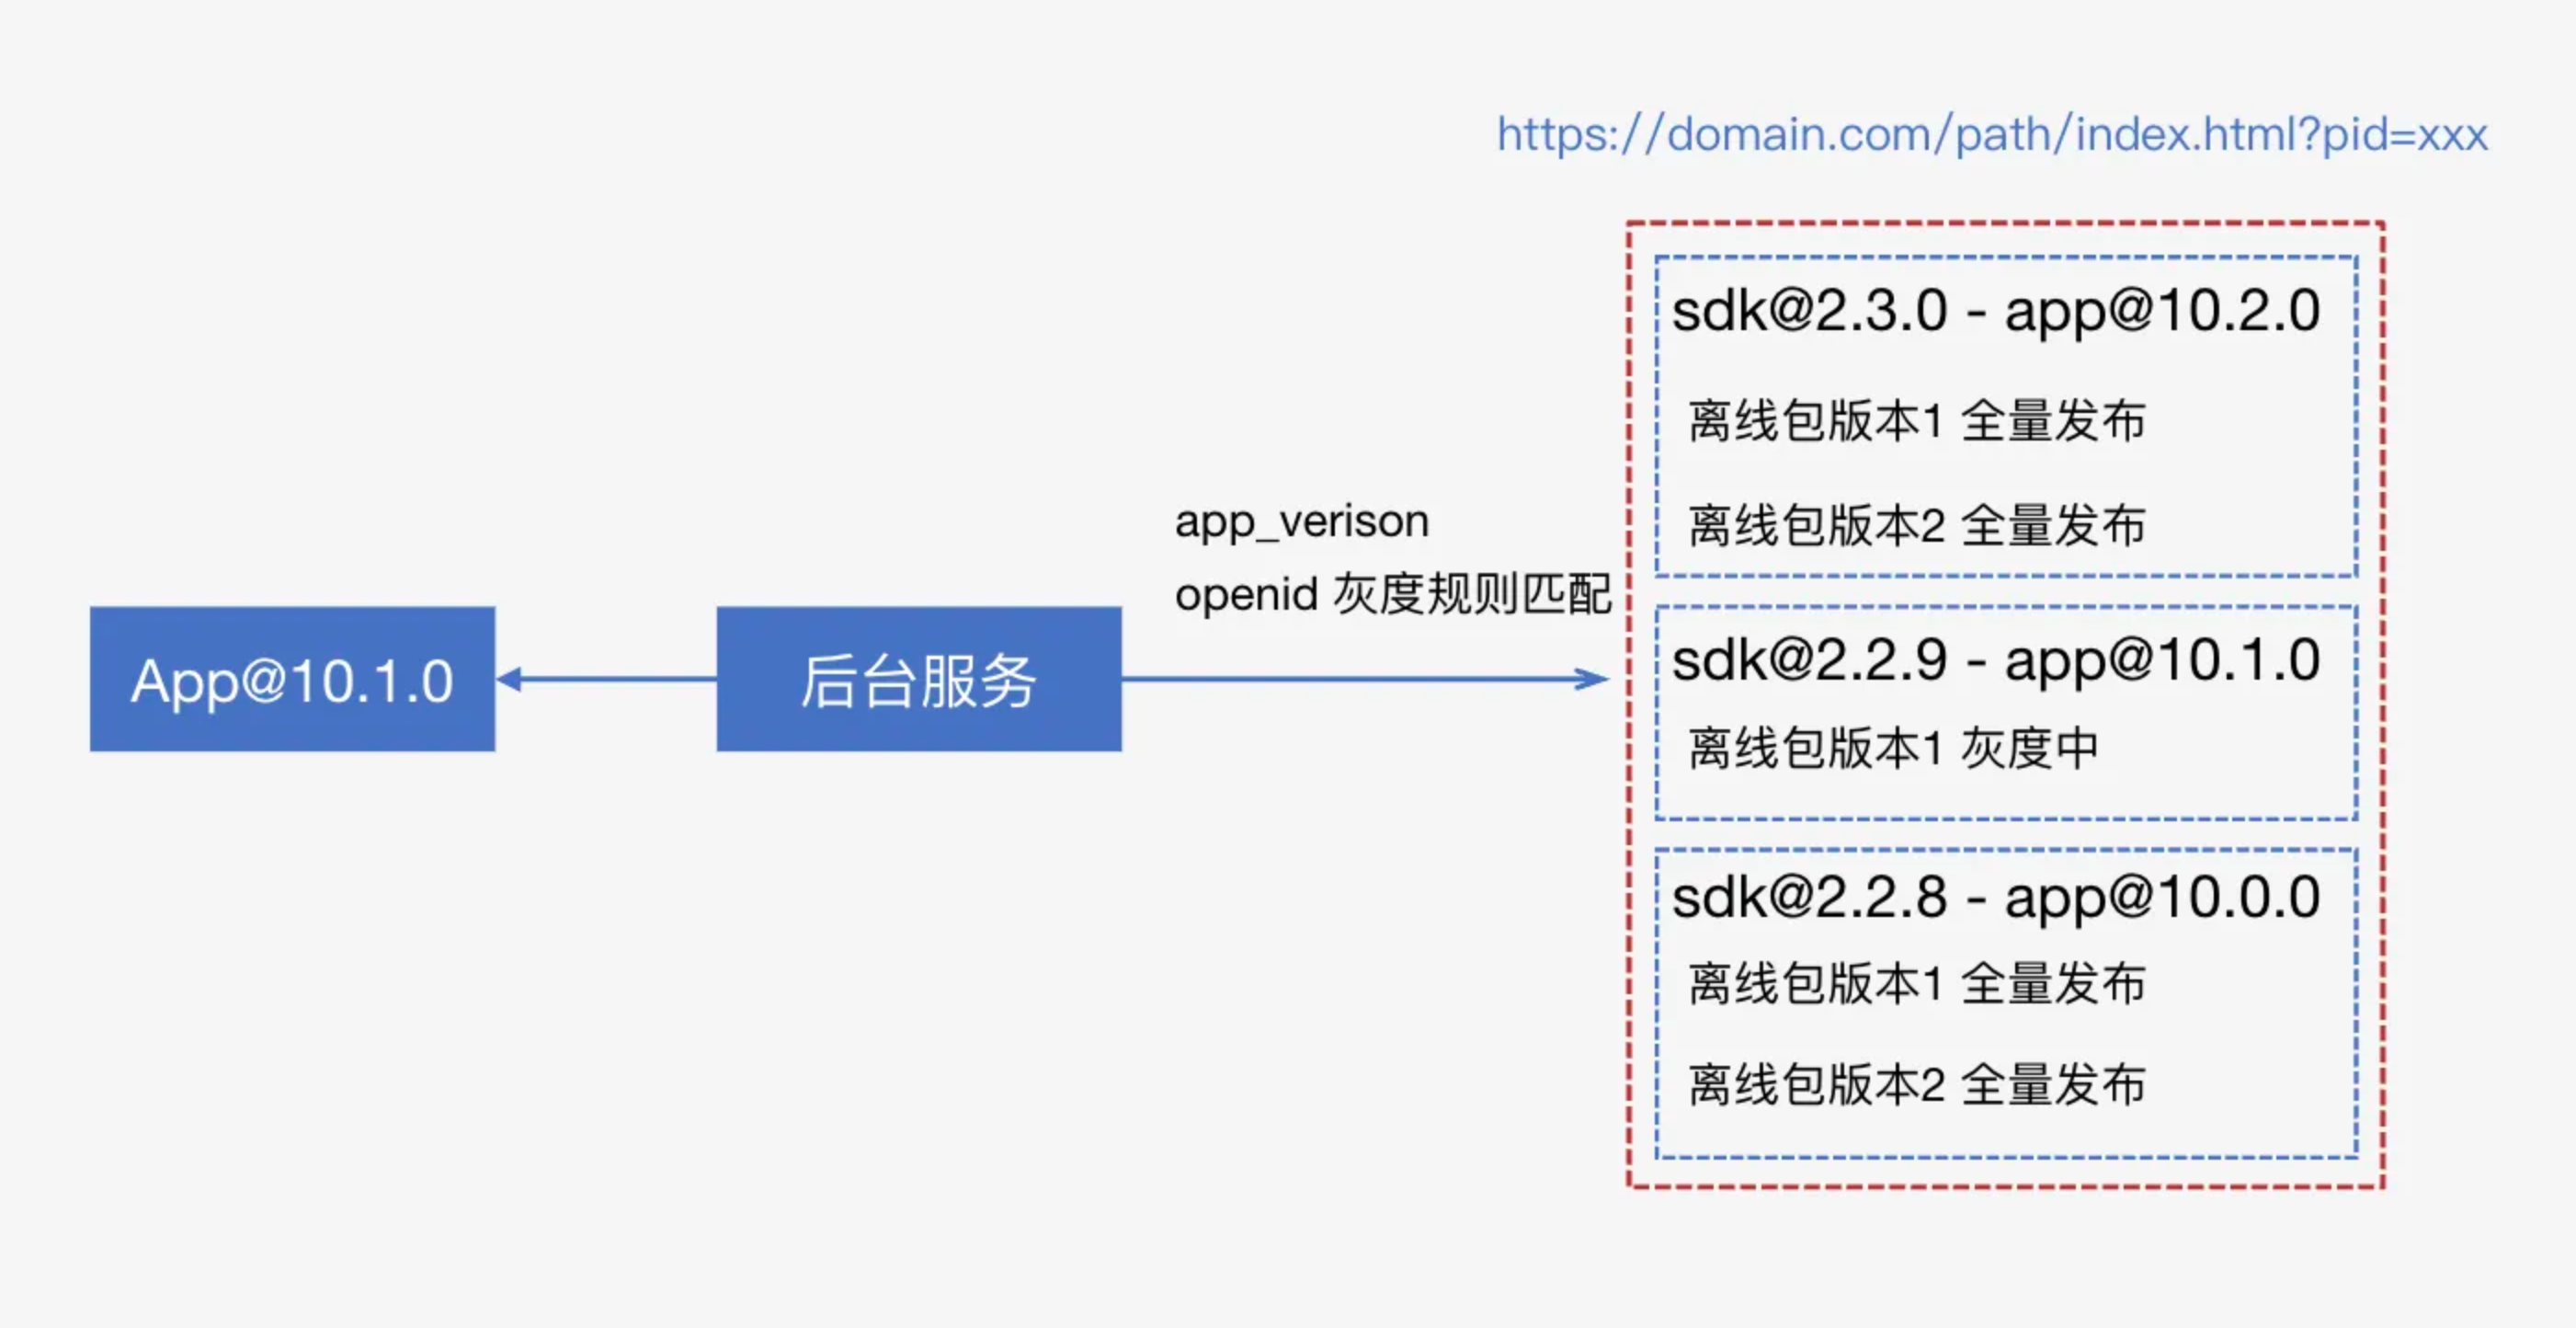 https://domain.com/path/index.html?pid=xxx
App@10.1.0
后台服务
app_verison
openid 灰度规则匹配
sdk@2.3.0 - app@10.2.0
离线包版本1 全量发布
离线包版本2 全量发布
sdk@2.2.9 - app@10.1.0
离线包版本1 灰度中
sdk@2.2.8 - app@10.0.0
离线包版本1 全量发布
离线包版本2 全量发布